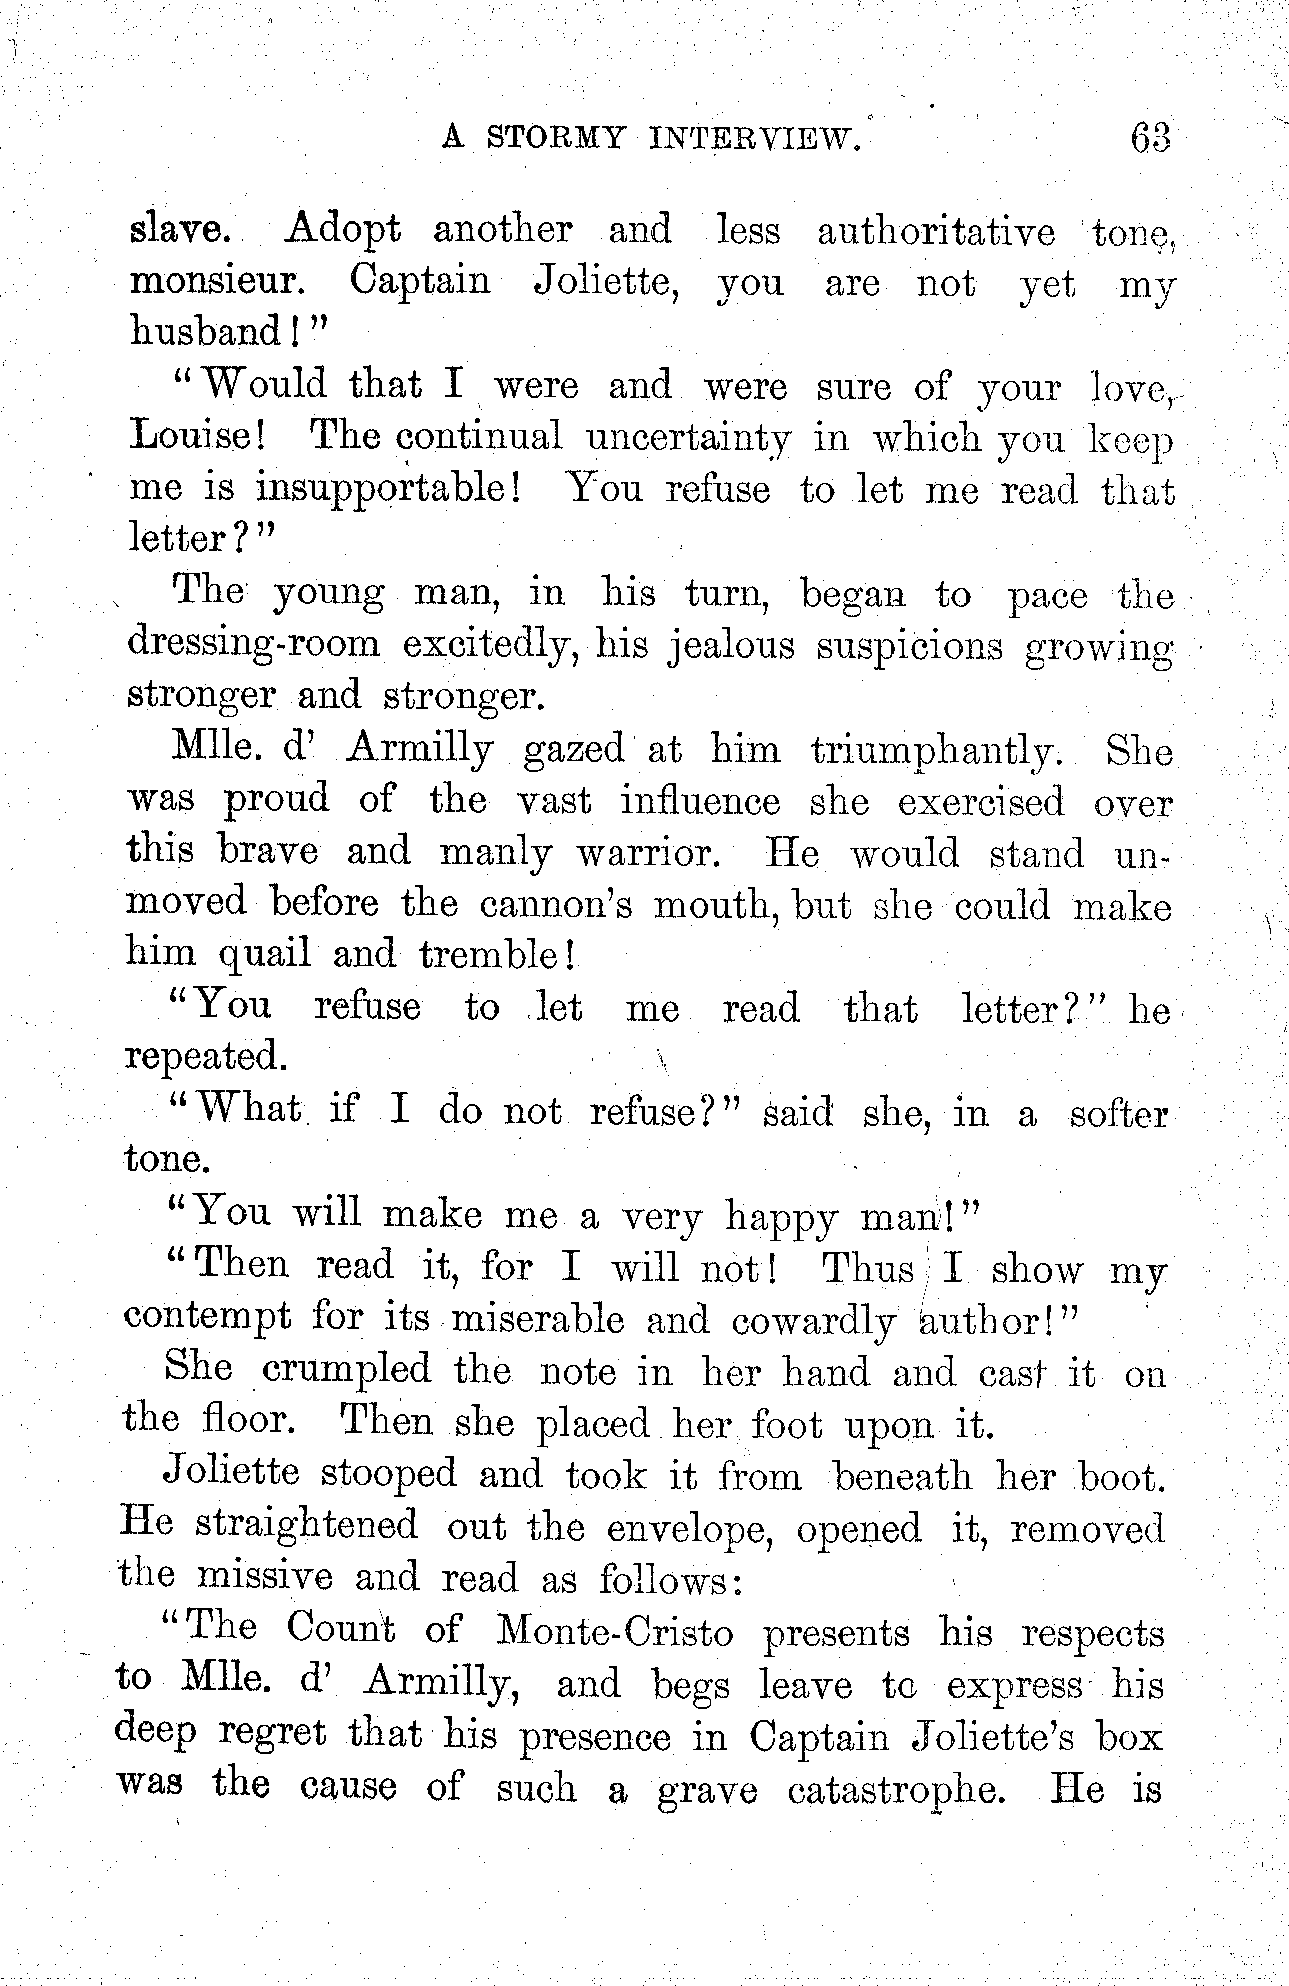 A STORMY INTERVIEW. 63
slave. Adopt another and less authoritative tone,
monsieur. Captain Joliette, you are not yet my
husband!"
"Would that I were and were sure of your love,
Louise! The continual uncertainty in which you keep
me is insupportable! You refuse to let me read that
letter?"
The young man, in his turn, began to pace the
dressing-room excitedly, his jealous suspicions growing
stronger and stronger.
Mlle. d' Armilly gazed at him triumphantly. She
was proud of the vast influence she exercised over
this brave and manly warrior. He would stand un-
moved before the cannon's mouth, but she could make
him quail and tremble!
"You refuse to let me read that letter?" he
repeated.
"What if I do not refuse?" said she, in a softer
tone.
"You will make me a very happy man!"
"Then read it, for I will not! Thus I show my
contempt for its miserable and cowardly author!"
She crumpled the note in her hand and cast it on
the floor. Then she placed her foot upon it.
Joliette stooped and took it from beneath her boot.
He straightened out the envelope, opened it, removed
the missive and read as follows:
"The Count of Monte-Cristo presents his respects
to Mlle. d' Armilly, and begs leave to express his
deep regret that his presence in Captain Joliette's box
was the cause of such a grave catastrophe. He is